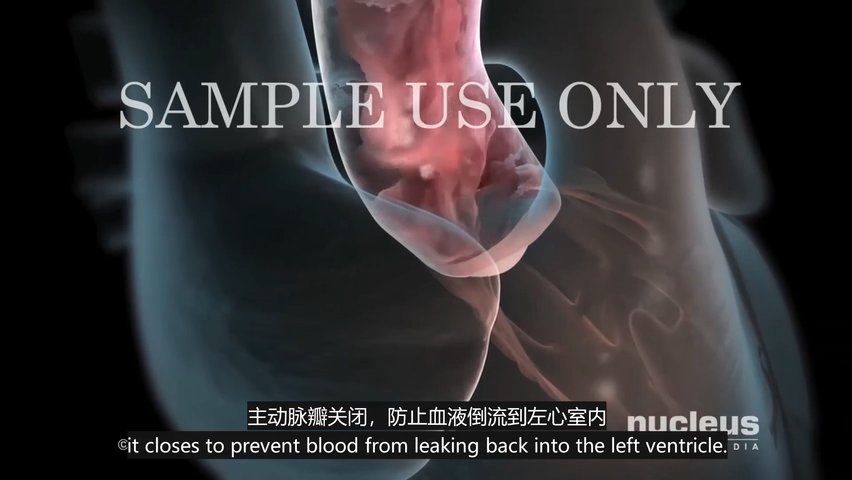 SAMPLE USE ONLY
主动脉瓣关闭，防止血液倒流到左心室内
nucleus
©it closes to prevent blood from leaking back into the left ventricle.
DIA